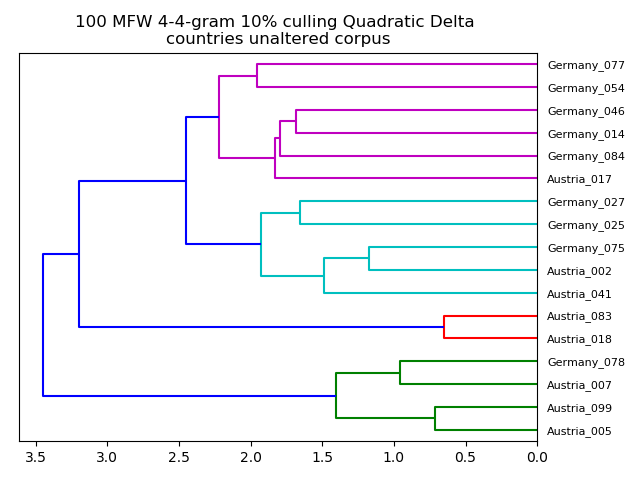 100 MFW 4-4-gram 10% culling Quadratic Delta
countries unaltered corpus
Germany_077
Germany_054
Germany_046
Germany_014
Germany_084
Austria_017
Germany_027
Germany_025
Germany_075
Austria_002
Austria_041
Austria_083
Austria_018
Germany_078
Austria_007
Austria_099
Austria_005
3.5 3.0 2.5 2.0 1.5 1.0 0.5 0.0